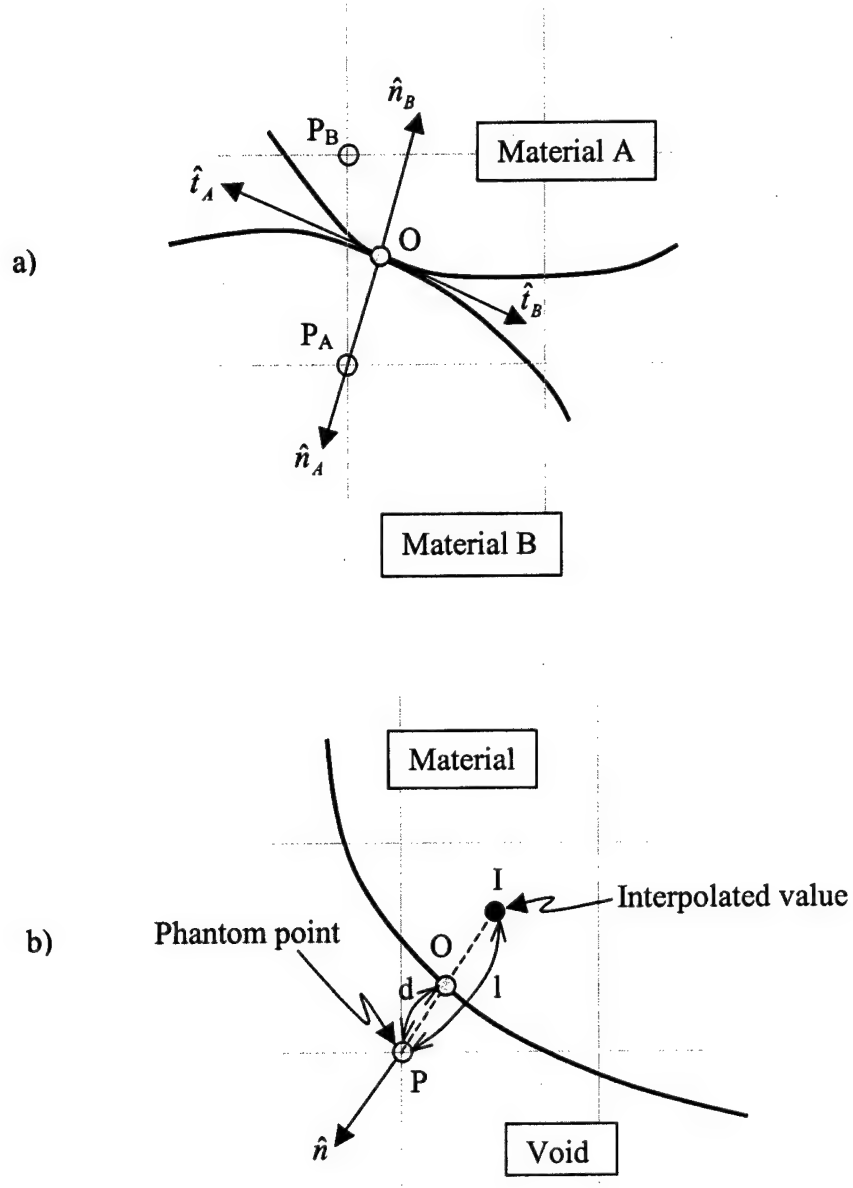 n̂_B
P_B
Material A
t̂_A
O
a)
t̂_B
P_A
n̂_A
Material B
Material
I
Interpolated value
Phantom point
b)
O
d
l
P
n̂
Void